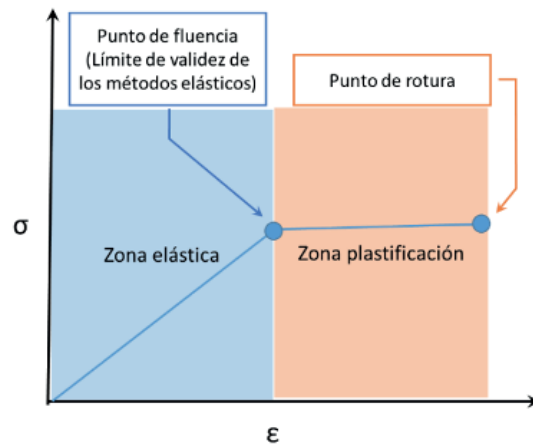 Punto de fluencia
(Límite de validez de
los métodos elásticos)
Punto de rotura
σ
Zona elástica
Zona plastificación
ε